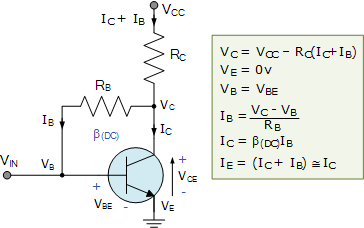 I_C + I_B
V_CC
R_C
R_B
V_C
I_B
I_C
β(DC)
V_IN
V_B
+
V_CE
-
+
V_BE -
V_E
V_C = V_CC − R_C(I_C+I_B)
V_E = 0v
V_B = V_BE
I_B = (V_C − V_B) / R_B
I_C = β(DC)I_B
I_E = (I_C + I_B) ≅ I_C